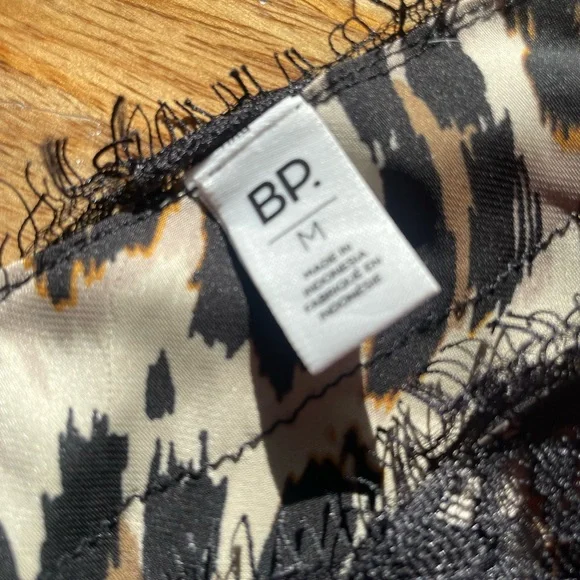 BP.
M
MADE IN
INDONESIA
FABRIQUÉ EN
INDONÉSIE